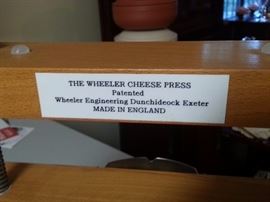 THE WHEELER CHEESE PRESS
Patented
Wheeler Engineering Dunchideock Exeter
MADE IN ENGLAND